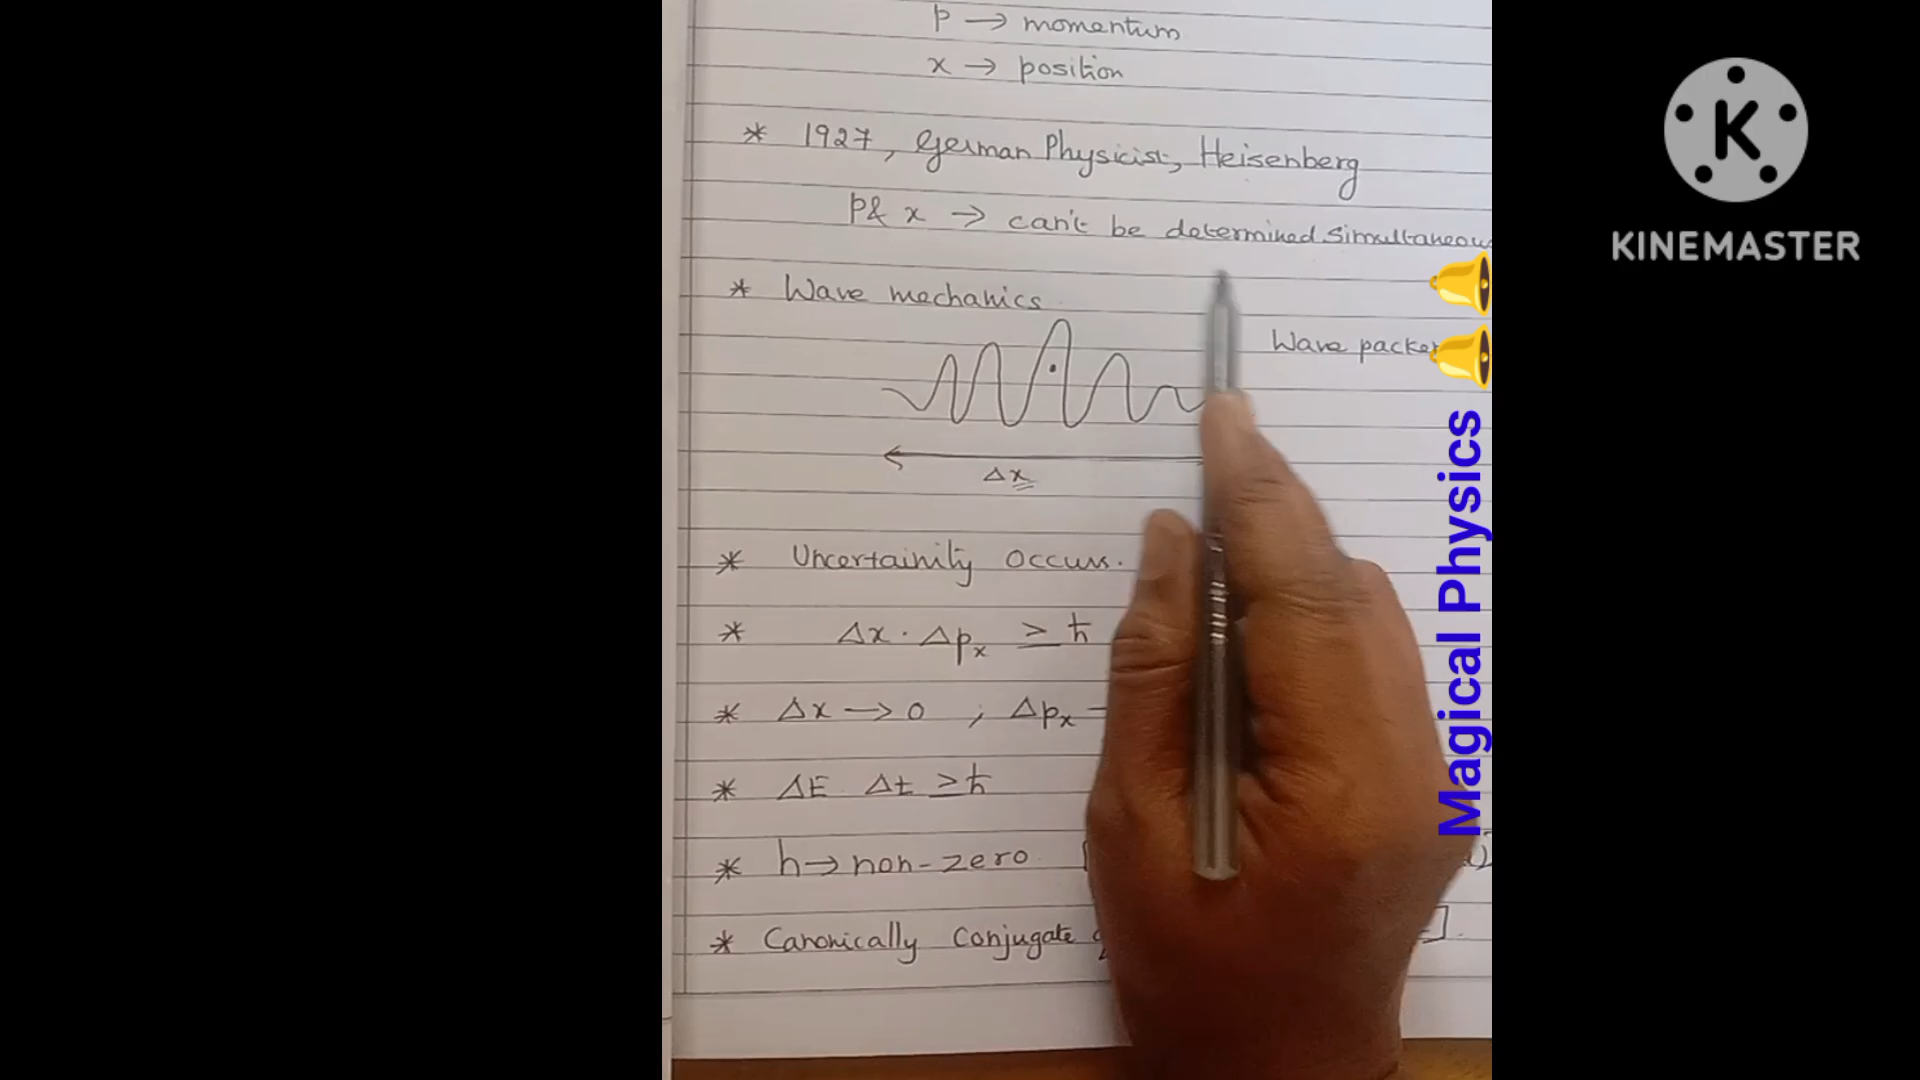 p → momentum
x → position
* 1927, German Physicist, Heisenberg
p & x → can't be determined simultaneous
* Wave mechanics
Wave packet
Δx
* Uncertainity occurs.
* Δx . Δpx ≥ ħ
* Δx → 0 ; Δpx
* ΔE Δt ≥ ħ
* h → non-zero
* Canonically Conjugate
Magical Physics
KINEMASTER